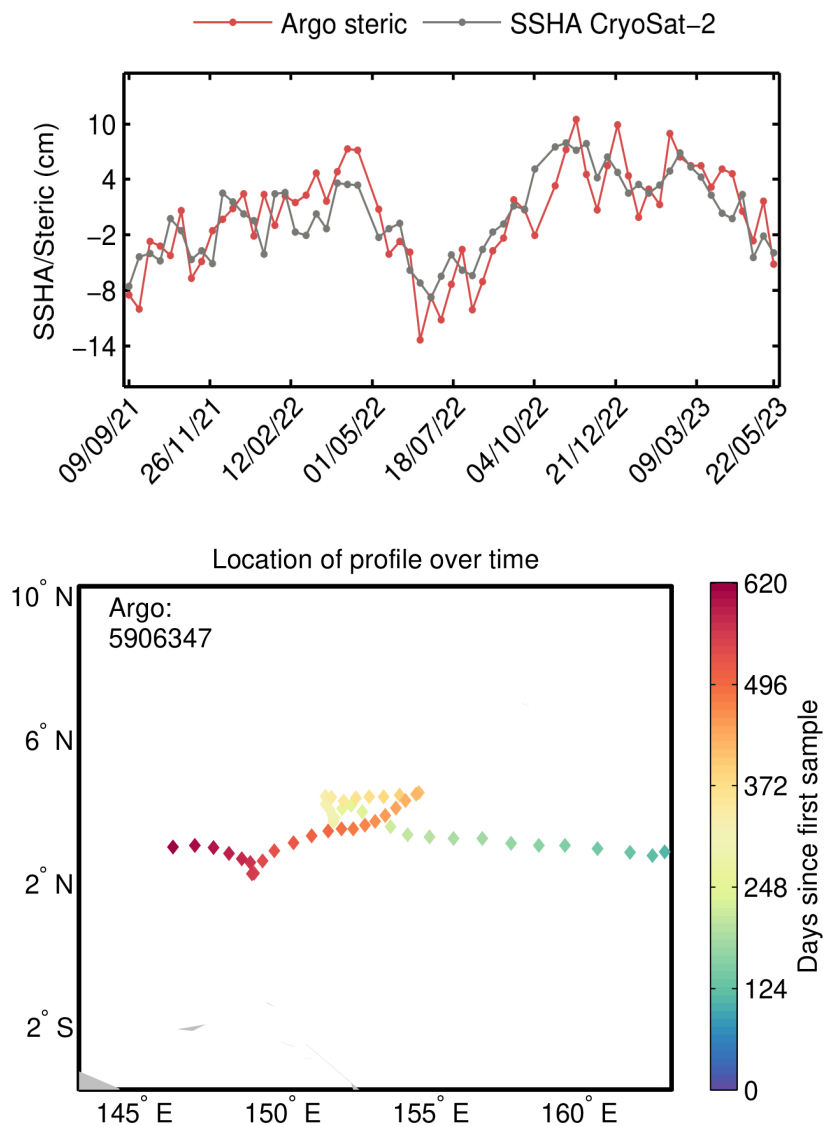 Argo steric
SSHA CryoSat−2
SSHA/Steric (cm)
10
4
−2
−8
−14
09/09/21
26/11/21
12/02/22
01/05/22
18/07/22
04/10/22
21/12/22
09/03/23
22/05/23
Location of profile over time
10° N
6° N
2° N
2° S
Argo:
5906347
145° E
150° E
155° E
160° E
620
496
372
248
124
0
Days since first sample